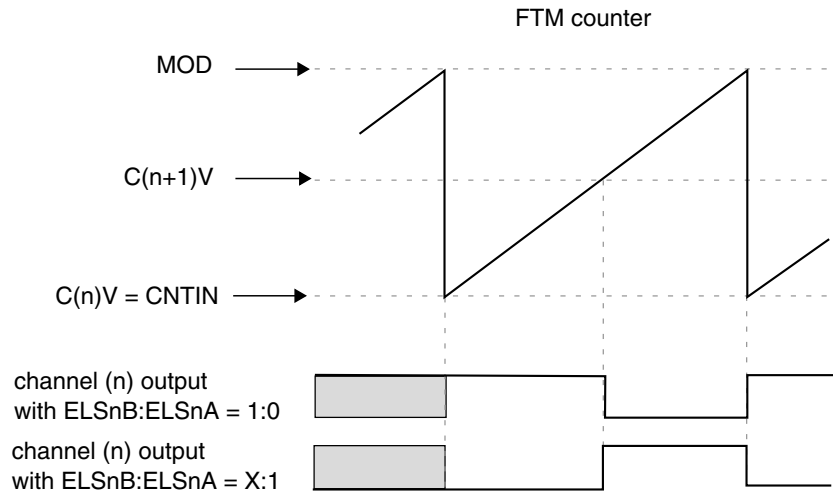 FTM counter
MOD
C(n+1)V
C(n)V = CNTIN
channel (n) output
with ELSnB:ELSnA = 1:0
channel (n) output
with ELSnB:ELSnA = X:1